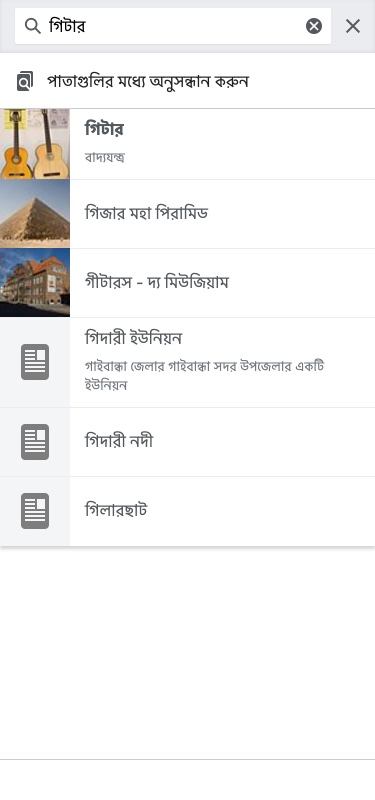 গিটার
পাতাগুলির মধ্যে অনুসন্ধান করুন
গিটার
বাদ্যযন্ত্র
গিজার মহা পিরামিড
গীটারস - দ্য মিউজিয়াম
গিদারী ইউনিয়ন
গাইবান্ধা জেলার গাইবান্ধা সদর উপজেলার একটি
ইউনিয়ন
গিদারী নদী
গিলারছাট